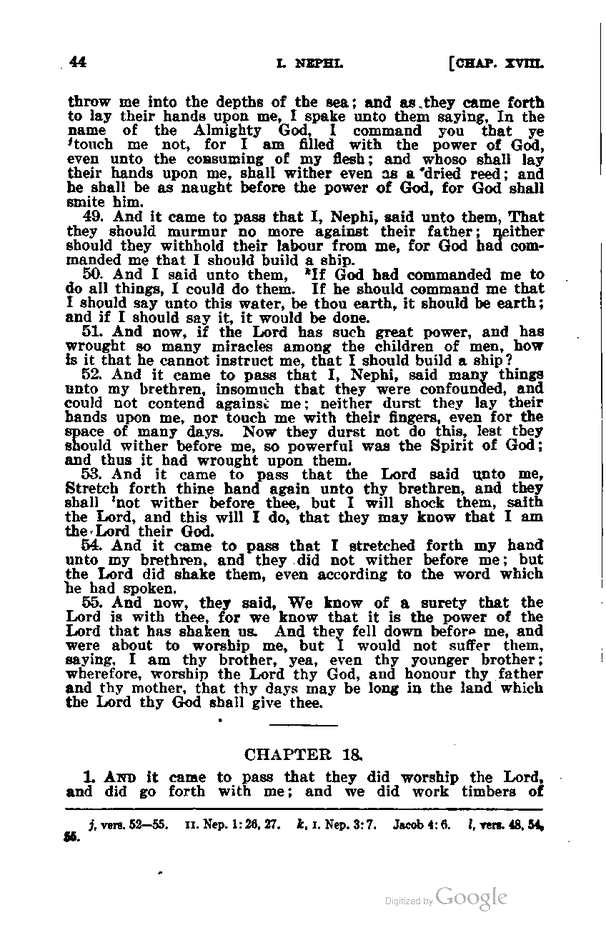 44 I. NEPHI. [CHAP. XVIII.
throw me into the depths of the sea; and as they came forth
to lay their hands upon me, I spake unto them saying, In the
name of the Almighty God, I command you that ye
jtouch me not, for I am filled with the power of God,
even unto the consuming of my flesh; and whoso shall lay
their hands upon me, shall wither even as a dried reed; and
he shall be as naught before the power of God, for God shall
smite him.
49. And it came to pass that I, Nephi, said unto them, That
they should murmur no more against their father; neither
should they withhold their labour from me, for God had com-
manded me that I should build a ship.
50. And I said unto them, kIf God had commanded me to
do all things, I could do them. If he should command me that
I should say unto this water, be thou earth, it should be earth;
and if I should say it, it would be done.
51. And now, if the Lord has such great power, and has
wrought so many miracles among the children of men, how
is it that he cannot instruct me, that I should build a ship?
52. And it came to pass that I, Nephi, said many things
unto my brethren, insomuch that they were confounded, and
could not contend against me; neither durst they lay their
hands upon me, nor touch me with their fingers, even for the
space of many days. Now they durst not do this, lest they
should wither before me, so powerful was the Spirit of God;
and thus it had wrought upon them.
53. And it came to pass that the Lord said unto me,
Stretch forth thine hand again unto thy brethren, and they
shall lnot wither before thee, but I will shock them, saith
the Lord, and this will I do, that they may know that I am
the Lord their God.
54. And it came to pass that I stretched forth my hand
unto my brethren, and they did not wither before me; but
the Lord did shake them, even according to the word which
he had spoken.
55. And now, they said, We know of a surety that the
Lord is with thee, for we know that it is the power of the
Lord that has shaken us. And they fell down before me, and
were about to worship me, but I would not suffer them,
saying, I am thy brother, yea, even thy younger brother;
wherefore, worship the Lord thy God, and honour thy father
and thy mother, that thy days may be long in the land which
the Lord thy God shall give thee.
CHAPTER 18.
1. AND it came to pass that they did worship the Lord,
and did go forth with me; and we did work timbers of
j, vers. 52—55. II. Nep. 1: 26, 27. k, I. Nep. 3: 7. Jacob 4: 6. l, vers. 48, 54,
55.
Digitized by Google